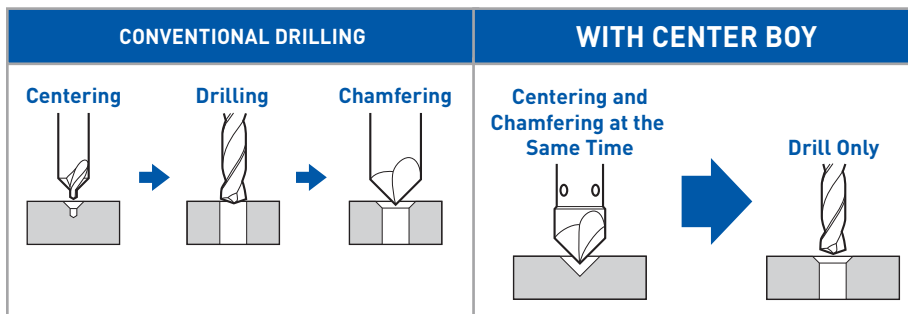 CONVENTIONAL DRILLING
WITH CENTER BOY
Centering
Drilling
Chamfering
Centering and
Chamfering at the
Same Time
Drill Only